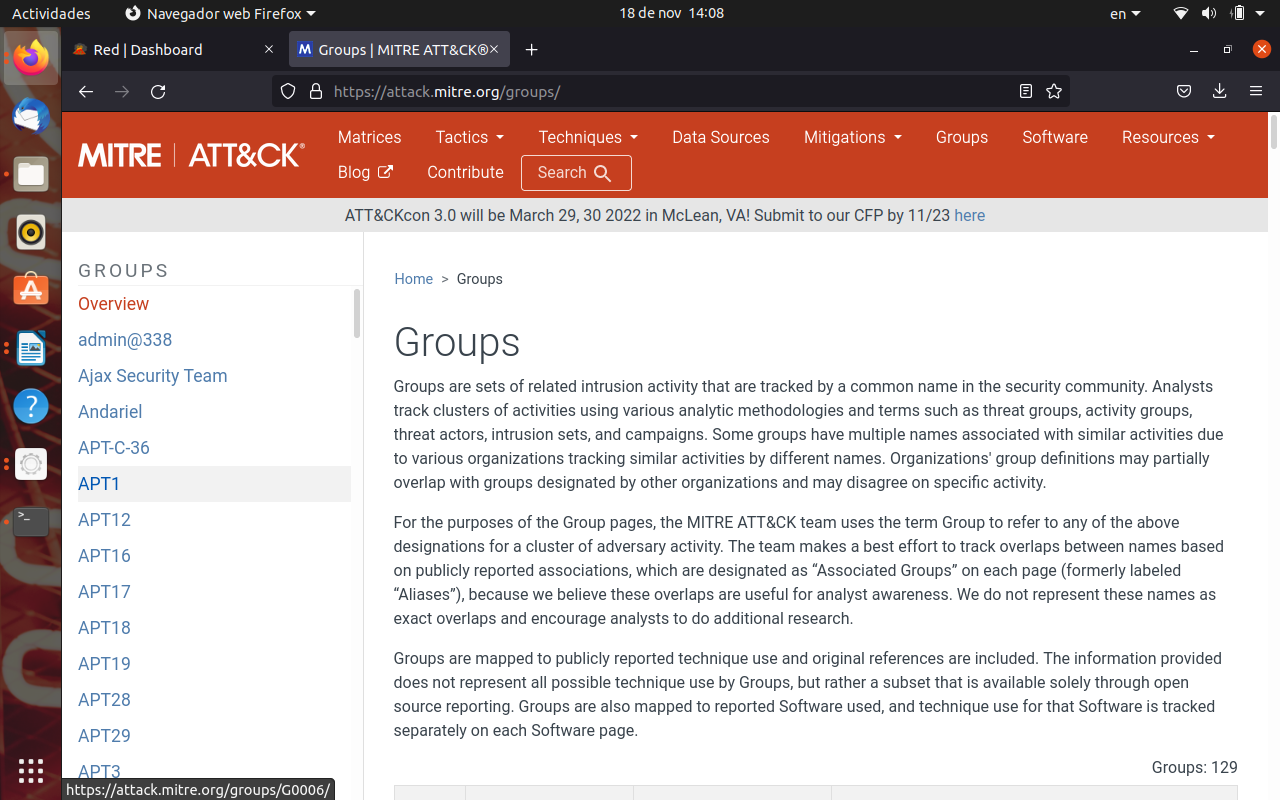 Actividades Navegador web Firefox 18 de nov 14:08 en
Red | Dashboard Groups | MITRE ATT&CK®
https://attack.mitre.org/groups/
MITRE | ATT&CK®
Matrices Tactics Techniques Data Sources Mitigations Groups Software Resources
Blog Contribute Search
ATT&CKcon 3.0 will be March 29, 30 2022 in McLean, VA! Submit to our CFP by 11/23 here
GROUPS
Overview
admin@338
Ajax Security Team
Andariel
APT-C-36
APT1
APT12
APT16
APT17
APT18
APT19
APT28
APT29
APT3
https://attack.mitre.org/groups/G0006/
Home > Groups
Groups
Groups are sets of related intrusion activity that are tracked by a common name in the security community. Analysts
track clusters of activities using various analytic methodologies and terms such as threat groups, activity groups,
threat actors, intrusion sets, and campaigns. Some groups have multiple names associated with similar activities due
to various organizations tracking similar activities by different names. Organizations' group definitions may partially
overlap with groups designated by other organizations and may disagree on specific activity.
For the purposes of the Group pages, the MITRE ATT&CK team uses the term Group to refer to any of the above
designations for a cluster of adversary activity. The team makes a best effort to track overlaps between names based
on publicly reported associations, which are designated as “Associated Groups” on each page (formerly labeled
“Aliases”), because we believe these overlaps are useful for analyst awareness. We do not represent these names as
exact overlaps and encourage analysts to do additional research.
Groups are mapped to publicly reported technique use and original references are included. The information provided
does not represent all possible technique use by Groups, but rather a subset that is available solely through open
source reporting. Groups are also mapped to reported Software used, and technique use for that Software is tracked
separately on each Software page.
Groups: 129